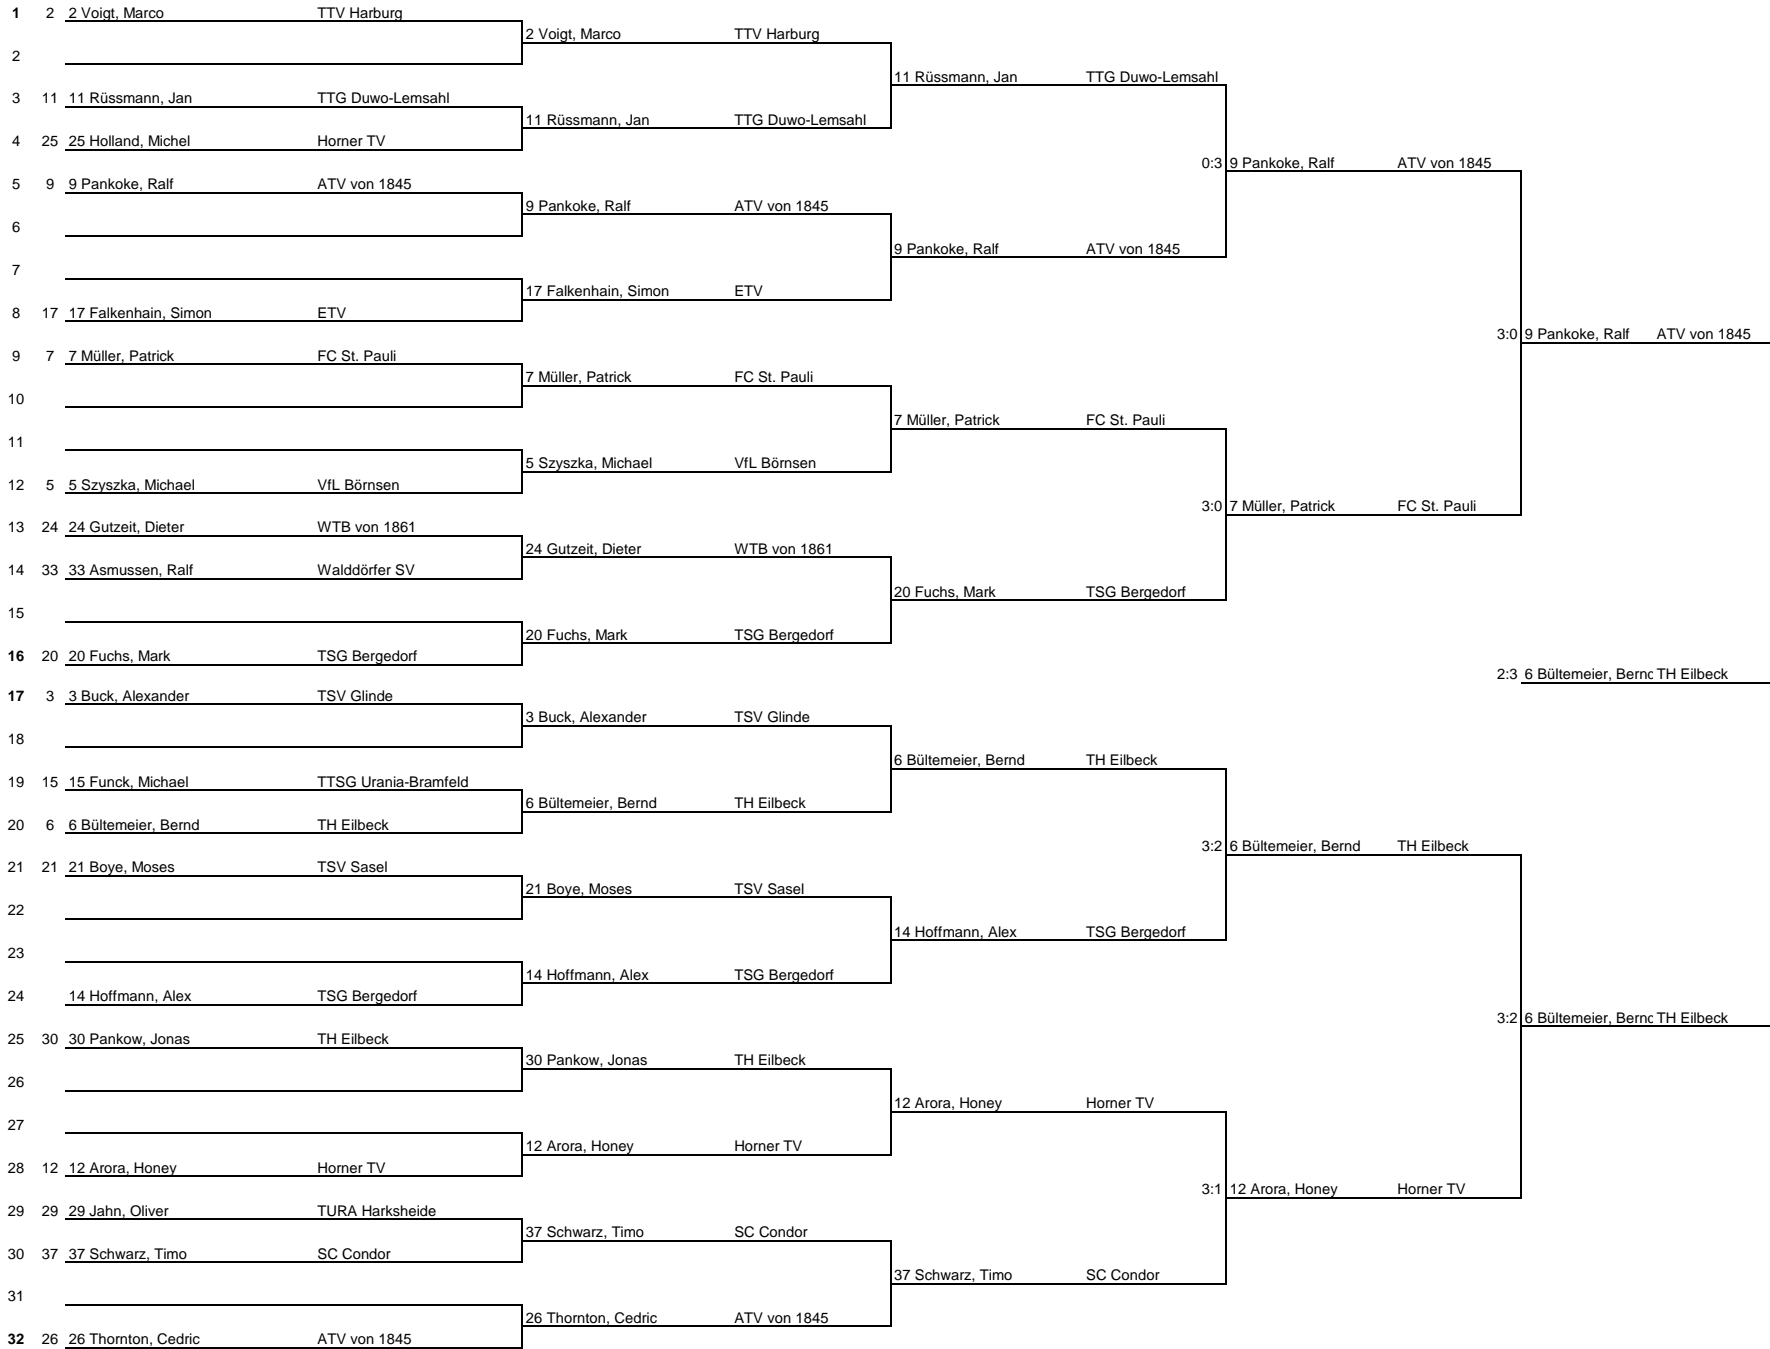 1 2 2 Voigt, Marco TTV Harburg
2 Voigt, Marco TTV Harburg
2
11 Rüssmann, Jan TTG Duwo-Lemsahl
3 11 11 Rüssmann, Jan TTG Duwo-Lemsahl
11 Rüssmann, Jan TTG Duwo-Lemsahl
4 25 25 Holland, Michel Horner TV
0:3 9 Pankoke, Ralf ATV von 1845
5 9 9 Pankoke, Ralf ATV von 1845
9 Pankoke, Ralf ATV von 1845
6
9 Pankoke, Ralf ATV von 1845
7
17 Falkenhain, Simon ETV
8 17 17 Falkenhain, Simon ETV
3:0 9 Pankoke, Ralf ATV von 1845
9 7 7 Müller, Patrick FC St. Pauli
7 Müller, Patrick FC St. Pauli
10
7 Müller, Patrick FC St. Pauli
11
5 Szyszka, Michael VfL Börnsen
12 5 5 Szyszka, Michael VfL Börnsen
3:0 7 Müller, Patrick FC St. Pauli
13 24 24 Gutzeit, Dieter WTB von 1861
24 Gutzeit, Dieter WTB von 1861
14 33 33 Asmussen, Ralf Walddörfer SV
20 Fuchs, Mark TSG Bergedorf
15
20 Fuchs, Mark TSG Bergedorf
16 20 20 Fuchs, Mark TSG Bergedorf
2:3 6 Bültemeier, Bernc TH Eilbeck
17 3 3 Buck, Alexander TSV Glinde
3 Buck, Alexander TSV Glinde
18
6 Bültemeier, Bernd TH Eilbeck
19 15 15 Funck, Michael TTSG Urania-Bramfeld
6 Bültemeier, Bernd TH Eilbeck
20 6 6 Bültemeier, Bernd TH Eilbeck
3:2 6 Bültemeier, Bernd TH Eilbeck
21 21 21 Boye, Moses TSV Sasel
21 Boye, Moses TSV Sasel
22
14 Hoffmann, Alex TSG Bergedorf
23
14 Hoffmann, Alex TSG Bergedorf
24 14 Hoffmann, Alex TSG Bergedorf
3:2 6 Bültemeier, Bernc TH Eilbeck
25 30 30 Pankow, Jonas TH Eilbeck
30 Pankow, Jonas TH Eilbeck
26
12 Arora, Honey Horner TV
27
12 Arora, Honey Horner TV
28 12 12 Arora, Honey Horner TV
3:1 12 Arora, Honey Horner TV
29 29 29 Jahn, Oliver TURA Harksheide
37 Schwarz, Timo SC Condor
30 37 37 Schwarz, Timo SC Condor
37 Schwarz, Timo SC Condor
31
26 Thornton, Cedric ATV von 1845
32 26 26 Thornton, Cedric ATV von 1845